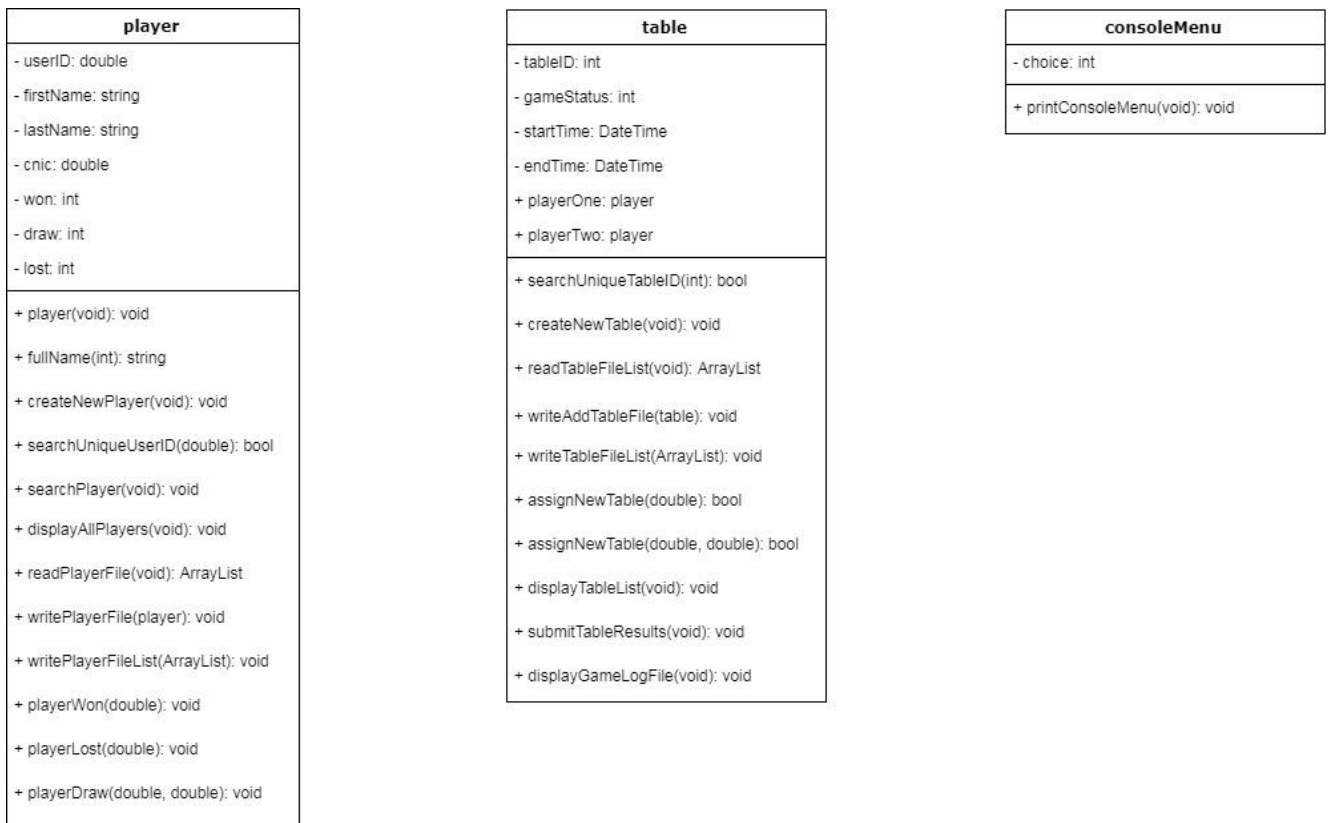 player
- userID: double
- firstName: string
- lastName: string
- cnic: double
- won: int
- draw: int
- lost: int
+ player(void): void
+ fullName(int): string
+ createNewPlayer(void): void
+ searchUniqueUserID(double): bool
+ searchPlayer(void): void
+ displayAllPlayers(void): void
+ readPlayerFile(void): ArrayList
+ writePlayerFile(player): void
+ writePlayerFileList(ArrayList): void
+ playerWon(double): void
+ playerLost(double): void
+ playerDraw(double, double): void
table
- tableID: int
- gameStatus: int
- startTime: DateTime
- endTime: DateTime
+ playerOne: player
+ playerTwo: player
+ searchUniqueTableID(int): bool
+ createNewTable(void): void
+ readTableFileList(void): ArrayList
+ writeAddTableFile(table): void
+ writeTableFileList(ArrayList): void
+ assignNewTable(double): bool
+ assignNewTable(double, double): bool
+ displayTableList(void): void
+ submitTableResults(void): void
+ displayGameLogFile(void): void
consoleMenu
- choice: int
+ printConsoleMenu(void): void